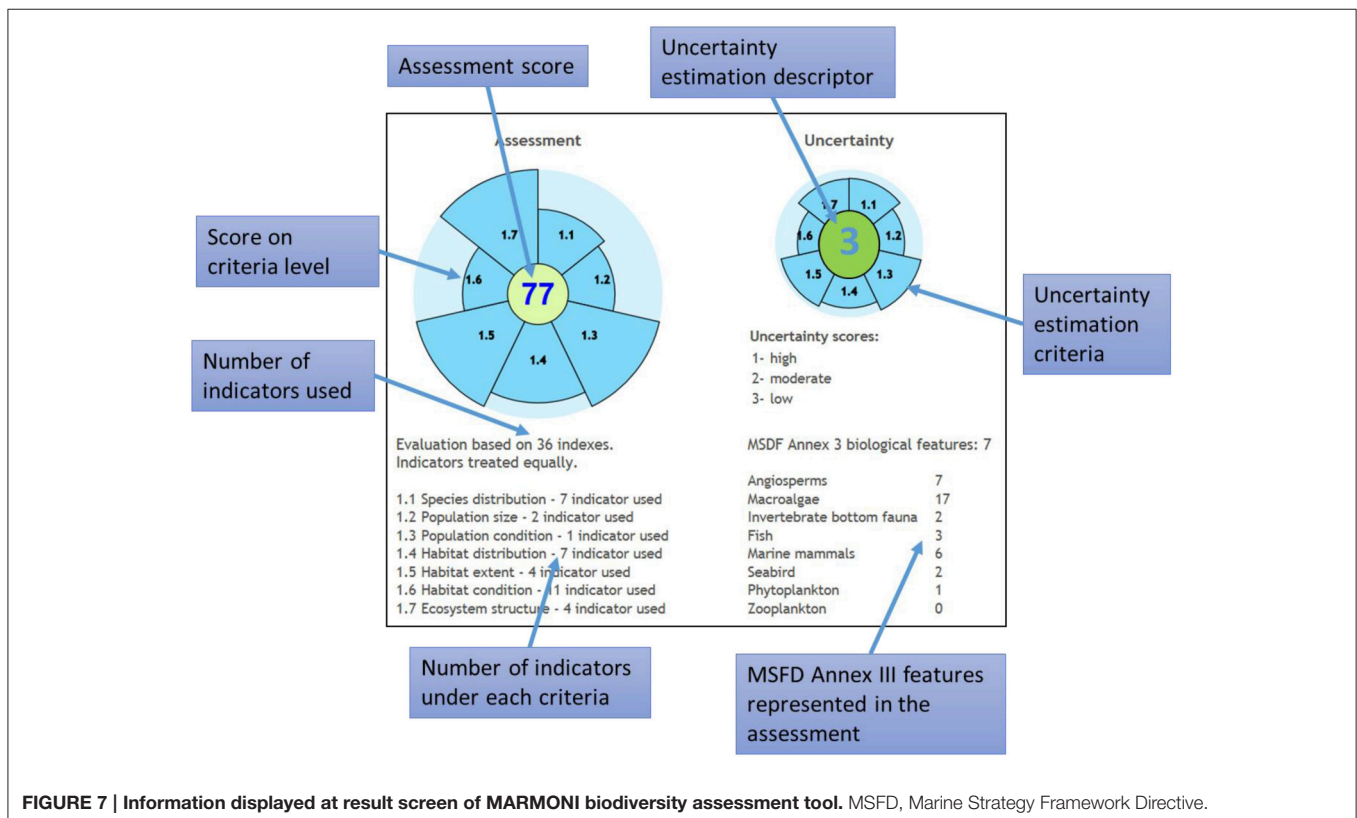 Assessment score
Uncertainty
estimation descriptor
Assessment
Uncertainty
1.7
1.1
1.6
1.2
77
1.5
1.3
1.4
1.7
1.1
1.6
1.2
3
1.5
1.3
1.4
Score on
criteria level
Number of
indicators used
Uncertainty
estimation
criteria
Uncertainty scores:
1- high
2- moderate
3- low
Evaluation based on 36 indexes.
Indicators treated equally.
1.1 Species distribution - 7 indicator used
1.2 Population size - 2 indicator used
1.3 Population condition - 1 indicator used
1.4 Habitat distribution - 7 indicator used
1.5 Habitat extent - 4 indicator used
1.6 Habitat condition - 11 indicator used
1.7 Ecosystem structure - 4 indicator used
MSDF Annex 3 biological features: 7
Angiosperms 7
Macroalgae 17
Invertebrate bottom fauna 2
Fish 3
Marine mammals 6
Seabird 2
Phytoplankton 1
Zooplankton 0
Number of indicators
under each criteria
MSFD Annex III features
represented in the
assessment
FIGURE 7 | Information displayed at result screen of MARMONI biodiversity assessment tool. MSFD, Marine Strategy Framework Directive.